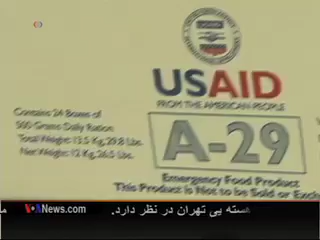 USAID
FROM THE AMERICAN PEOPLE
Contains 24 Boxes of
500 Grams Daily Ration
Total Weight: 13.5 Kg, 29.8 Lbs.
Net Weight: 12 Kg, 26.5 Lbs.
A-29
Emergency Food Product
This Product is Not to be Sold or Exch
VOANews.com
هسته یی تهران در نظر دارد.
ما